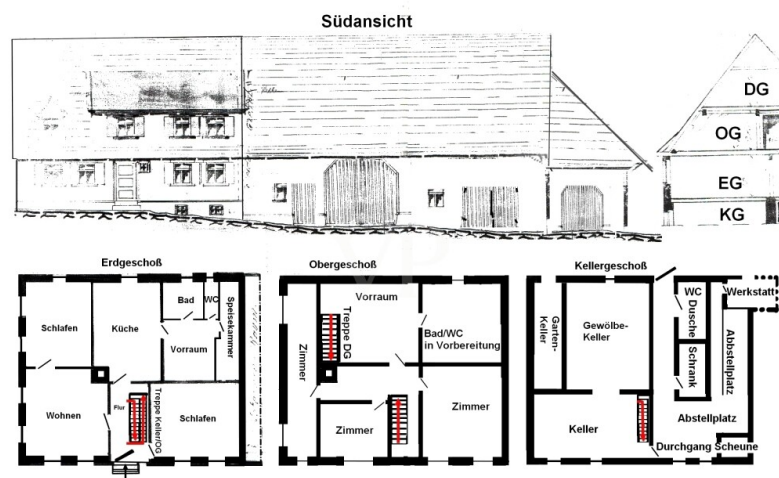 Südansicht
DG
OG
EG
KG
Erdgeschoß
Schlafen
Küche
Bad
WC
Speisekammer
Vorraum
Wohnen
Flur
Treppe Keller/OG
Schlafen
Obergeschoß
Vorraum
Treppe DG
Zimmer
Bad/WC
in Vorbereitung
Zimmer
Zimmer
Kellergeschoß
Garten-
Keller
Gewölbe-
Keller
WC
Dusche
Werkstatt
Schrank
Abbstellplatz
Keller
Abstellplatz
Durchgang Scheune